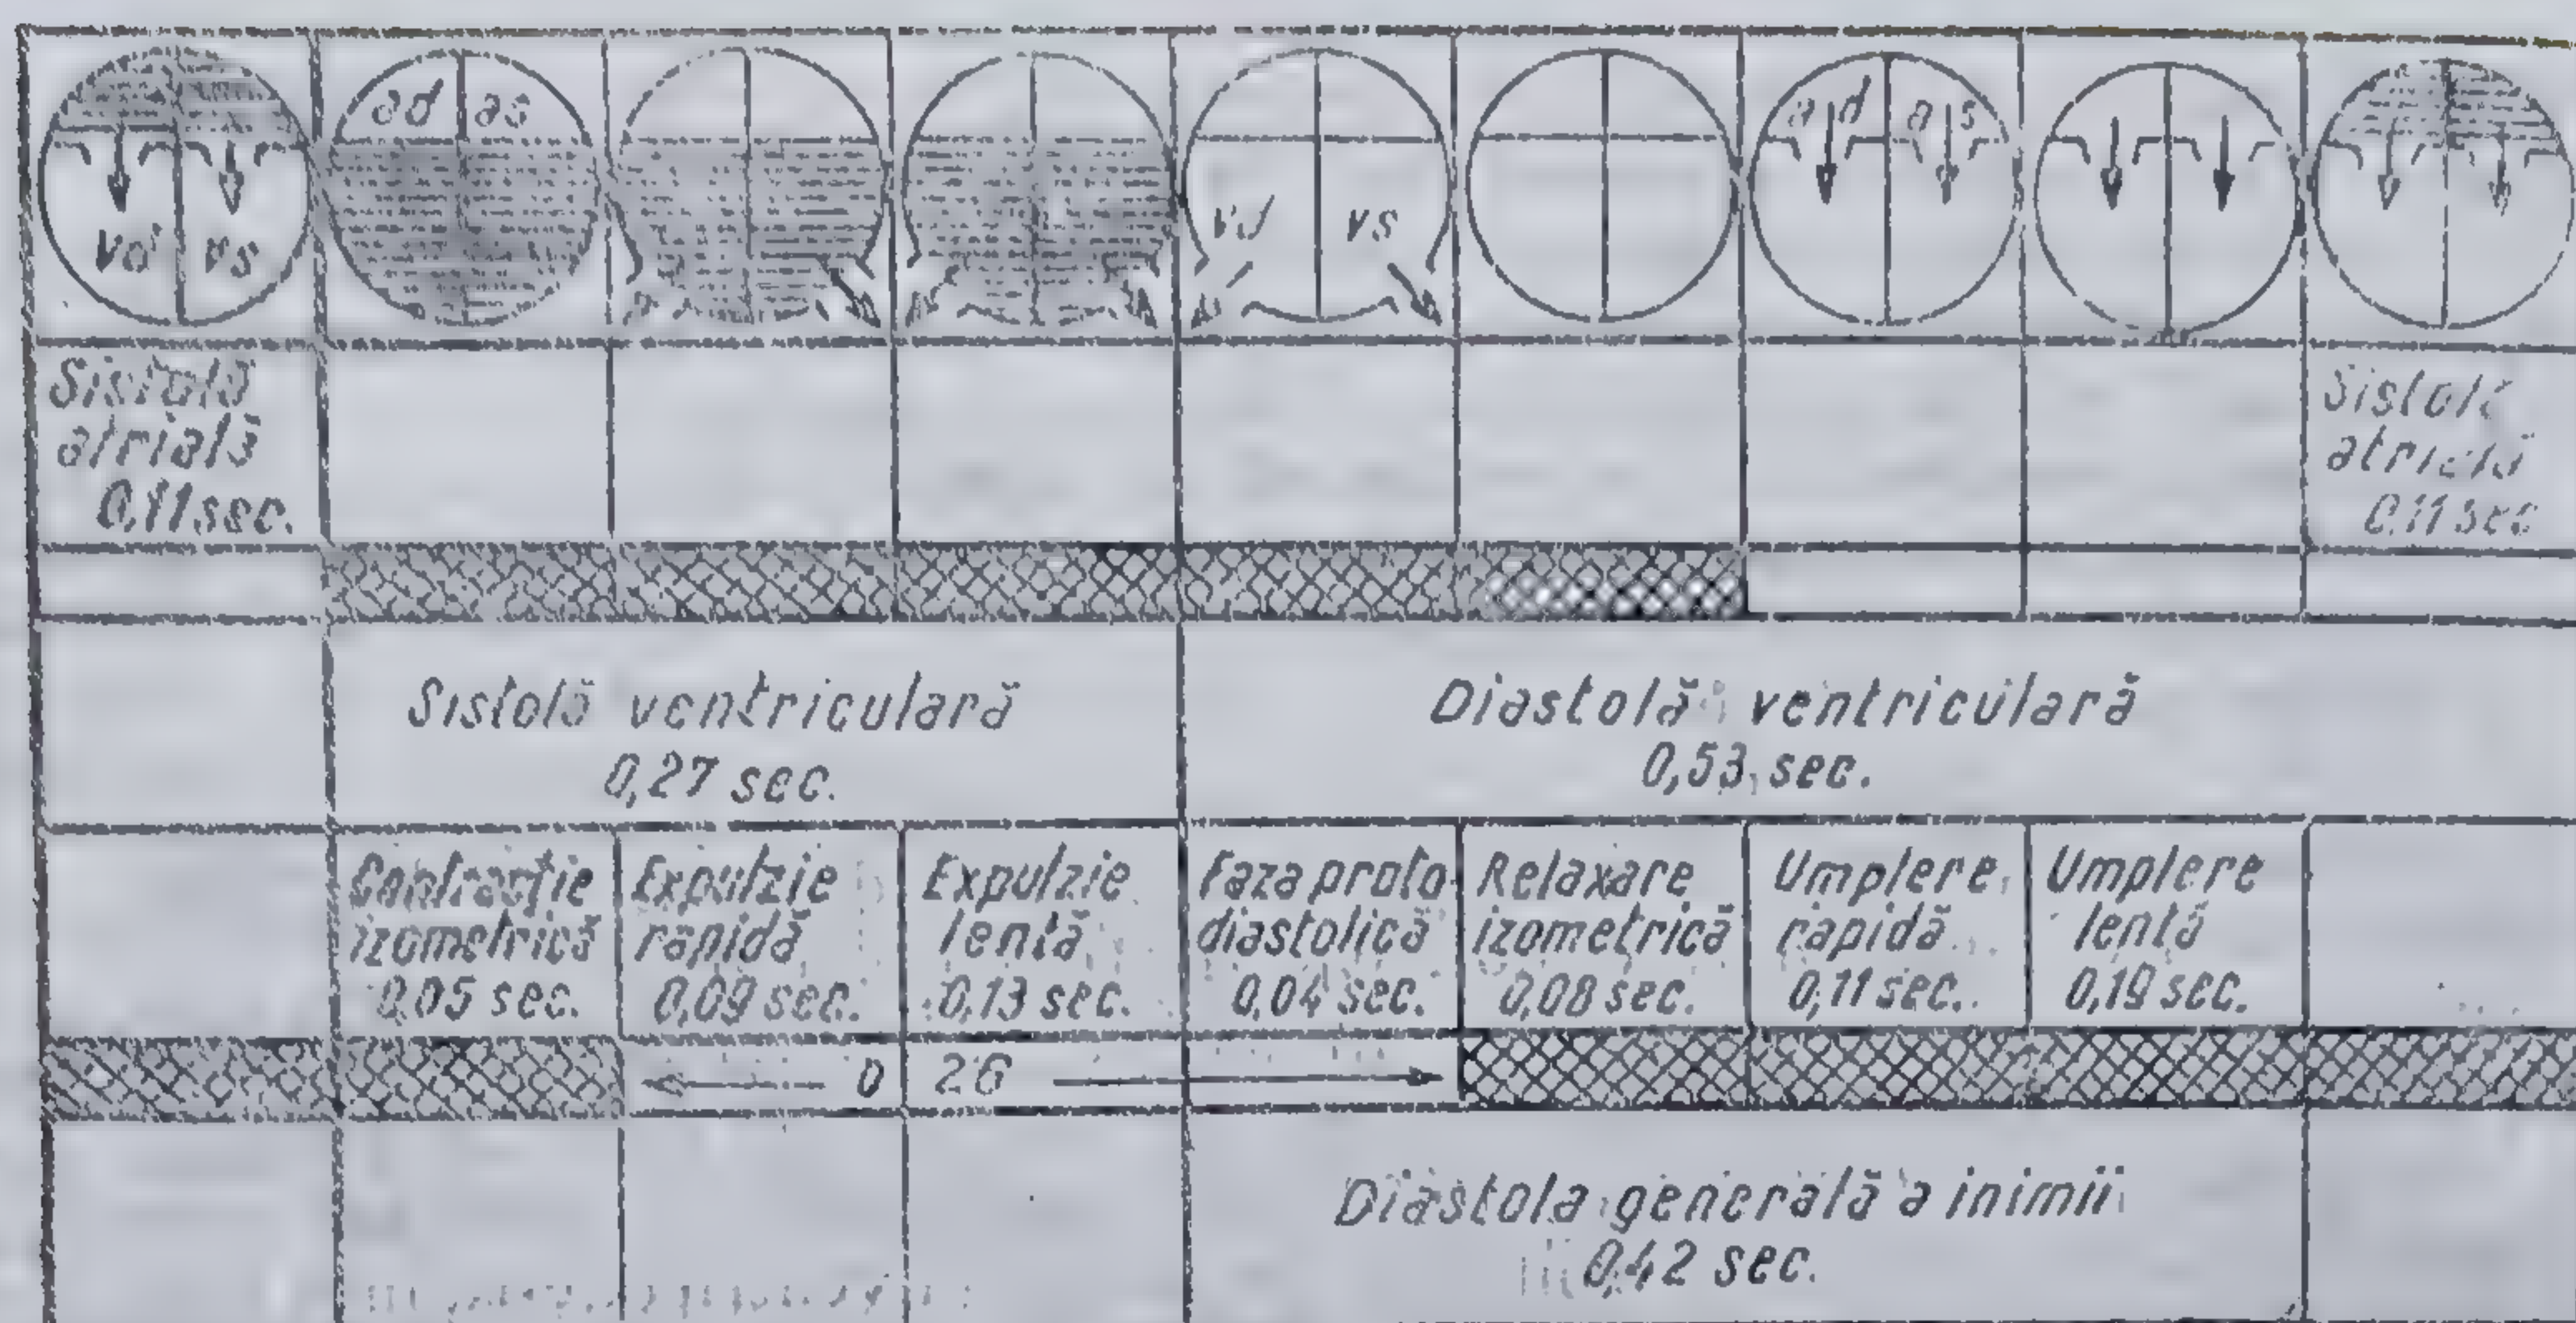 vd vs
ad as
vd vs
a d a s
Sistolă
atrială
0,11 sec.
Sistolă
atrială
0,11 sec
Sistolă ventriculară
0,27 sec.
Diastolă ventriculară
0,53 sec.
Contracție
izometrică
0,05 sec.
Expulzie
rapidă
0,09 sec.
Expulzie
lentă
0,13 sec.
Faza proto
diastolică
0,04 sec.
Relaxare
izometrică
0,08 sec.
Umplere
rapidă
0,11 sec.
Umplere
lentă
0,19 sec.
0 26
Diastola generală a inimii
0,42 sec.